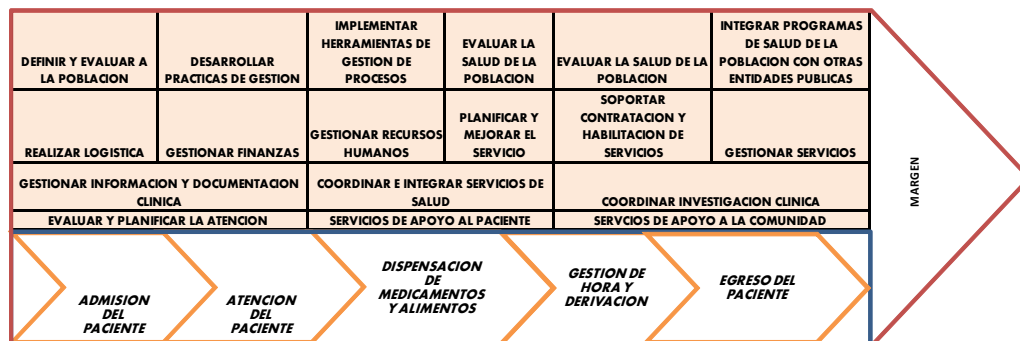 DEFINIR Y EVALUAR A
LA POBLACION
DESARROLLAR
PRACTICAS DE GESTION
IMPLEMENTAR
HERRAMIENTAS DE
GESTION DE
PROCESOS
EVALUAR LA
SALUD DE LA
POBLACION
EVALUAR LA SALUD DE LA
POBLACION
INTEGRAR PROGRAMAS
DE SALUD DE LA
POBLACION CON OTRAS
ENTIDADES PUBLICAS
REALIZAR LOGISTICA
GESTIONAR FINANZAS
GESTIONAR RECURSOS
HUMANOS
PLANIFICAR Y
MEJORAR EL
SERVICIO
SOPORTAR
CONTRATACION Y
HABILITACION DE
SERVICIOS
GESTIONAR SERVICIOS
GESTIONAR INFORMACION Y DOCUMENTACION
CLINICA
COORDINAR E INTEGRAR SERVICIOS DE
SALUD
COORDINAR INVESTIGACION CLINICA
EVALUAR Y PLANIFICAR LA ATENCION
SERVICIOS DE APOYO AL PACIENTE
SERVCIOS DE APOYO A LA COMUNIDAD
MARGEN
ADMISION
DEL
PACIENTE
ATENCION
DEL
PACIENTE
DISPENSACION
DE
MEDICAMENTOS
Y ALIMENTOS
GESTION DE
HORA Y
DERIVACION
EGRESO DEL
PACIENTE